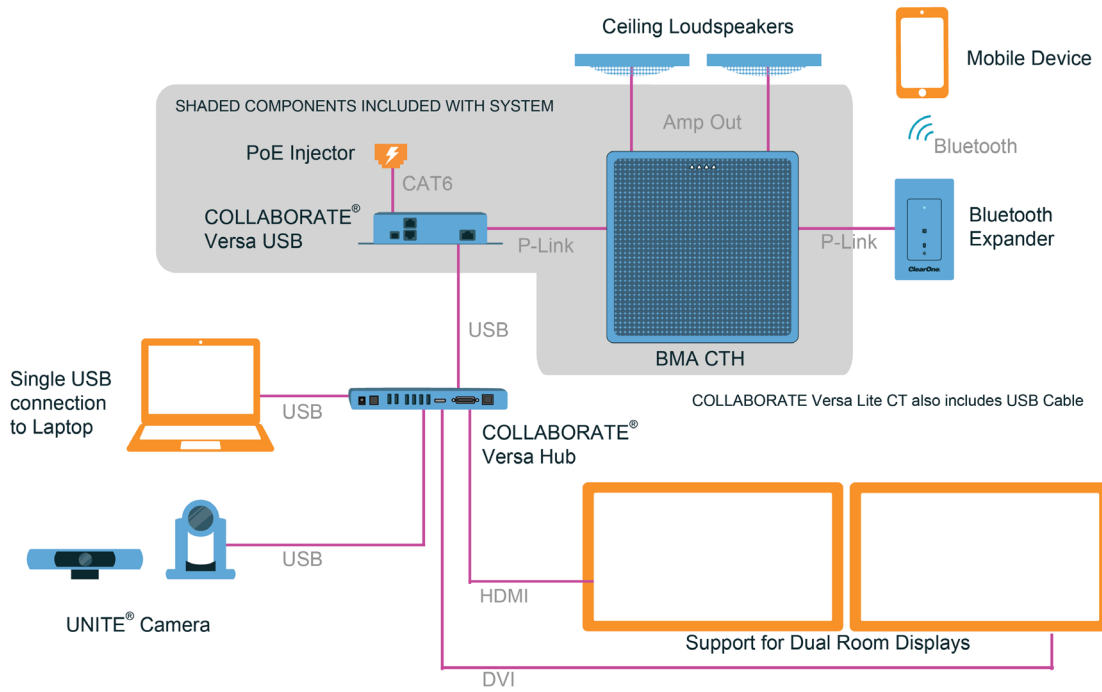 Ceiling Loudspeakers
Mobile Device
SHADED COMPONENTS INCLUDED WITH SYSTEM
Amp Out
PoE Injector
Bluetooth
CAT6
COLLABORATE®
Versa USB
P-Link
P-Link
Bluetooth
Expander
ClearOne
USB
BMA CTH
Single USB
connection
to Laptop
USB
COLLABORATE Versa Lite CT also includes USB Cable
COLLABORATE®
Versa Hub
USB
HDMI
UNITE® Camera
Support for Dual Room Displays
DVI